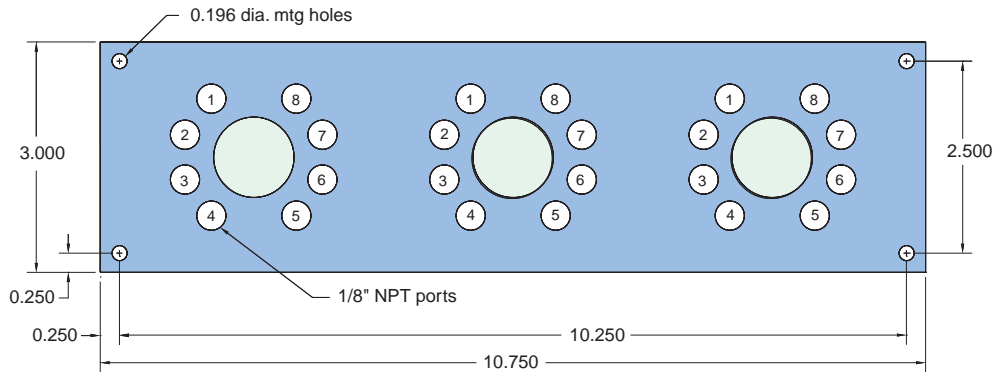 0.196 dia. mtg holes
1 8 1 8 1 8
2 7 2 7 2 7
3.000
2.500
3 6 3 6 3 6
4 5 4 5 4 5
0.250
1/8" NPT ports
0.250
10.250
10.750